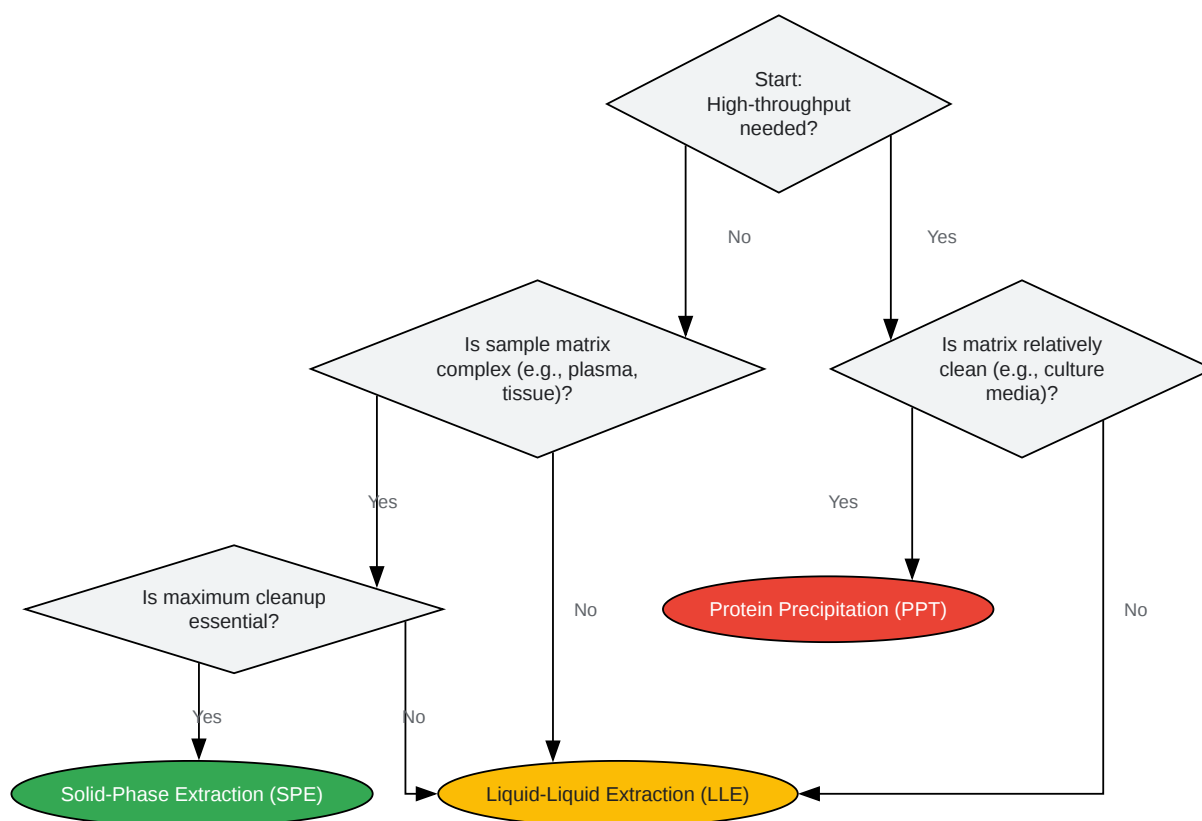 Start:
High-throughput
needed?
No
Yes
Is sample matrix
complex (e.g., plasma,
tissue)?
Is matrix relatively
clean (e.g., culture
media)?
Yes
Yes
Is maximum cleanup
essential?
No
Protein Precipitation (PPT)
No
Yes
No
Solid-Phase Extraction (SPE)
Liquid-Liquid Extraction (LLE)